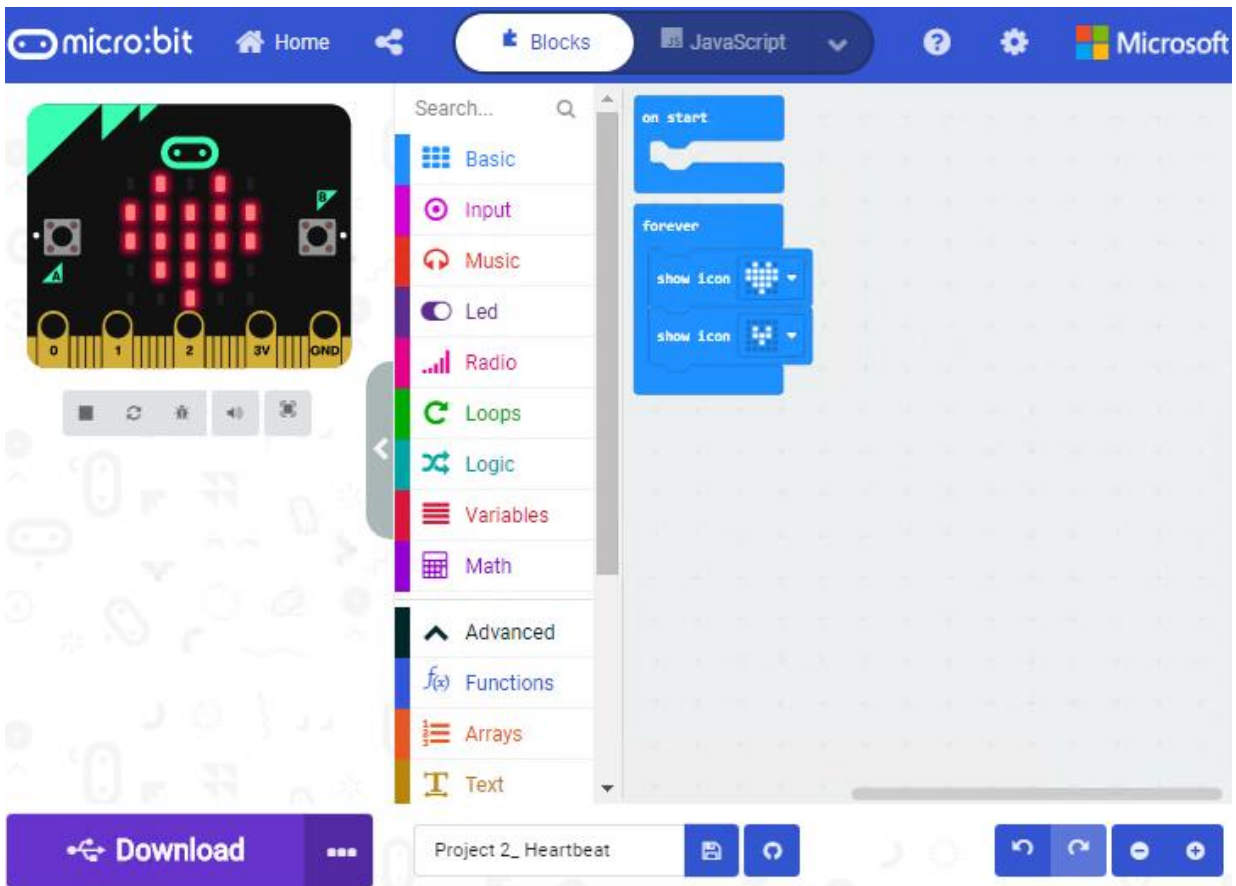 micro:bit Home Blocks JavaScript Microsoft
Search...
Basic
Input
Music
Led
Radio
Loops
Logic
Variables
Math
Advanced
Functions
Arrays
Text
on start
forever
show icon
show icon
A
B
0 1 2 3V GND
Download
Project 2_ Heartbeat